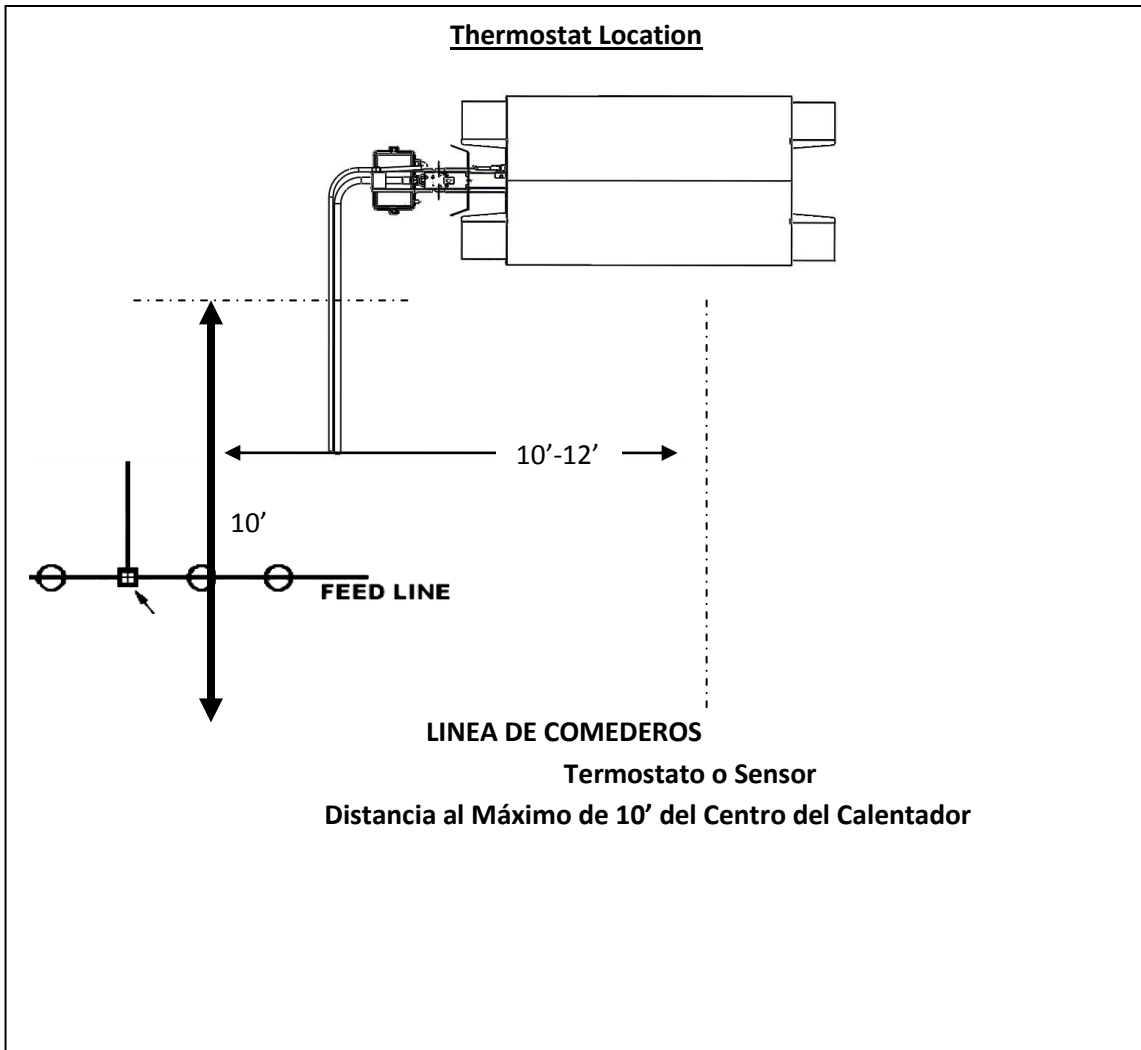 Thermostat Location
10’-12’
10’
FEED LINE
LINEA DE COMEDEROS
Termostato o Sensor
Distancia al Máximo de 10’ del Centro del Calentador